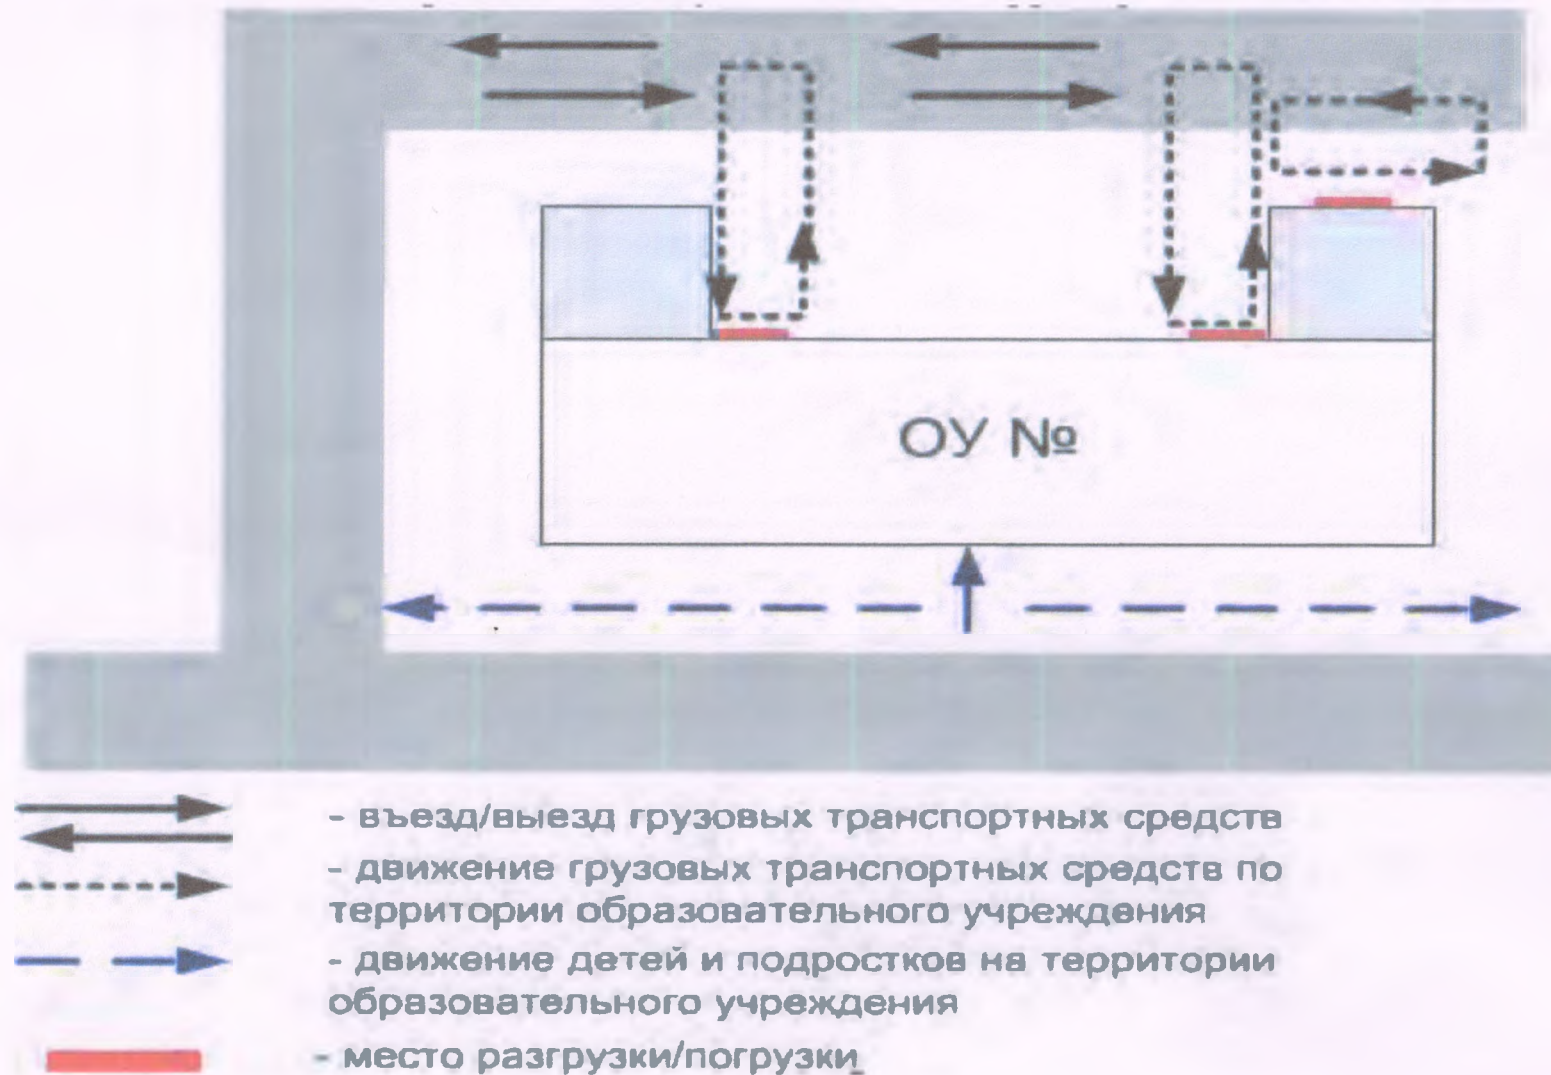 ОУ №
- въезд/выезд грузовых транспортных средств
- движение грузовых транспортных средств по
территории образовательного учреждения
- движение детей и подростков на территории
образовательного учреждения
- место разгрузки/погрузки